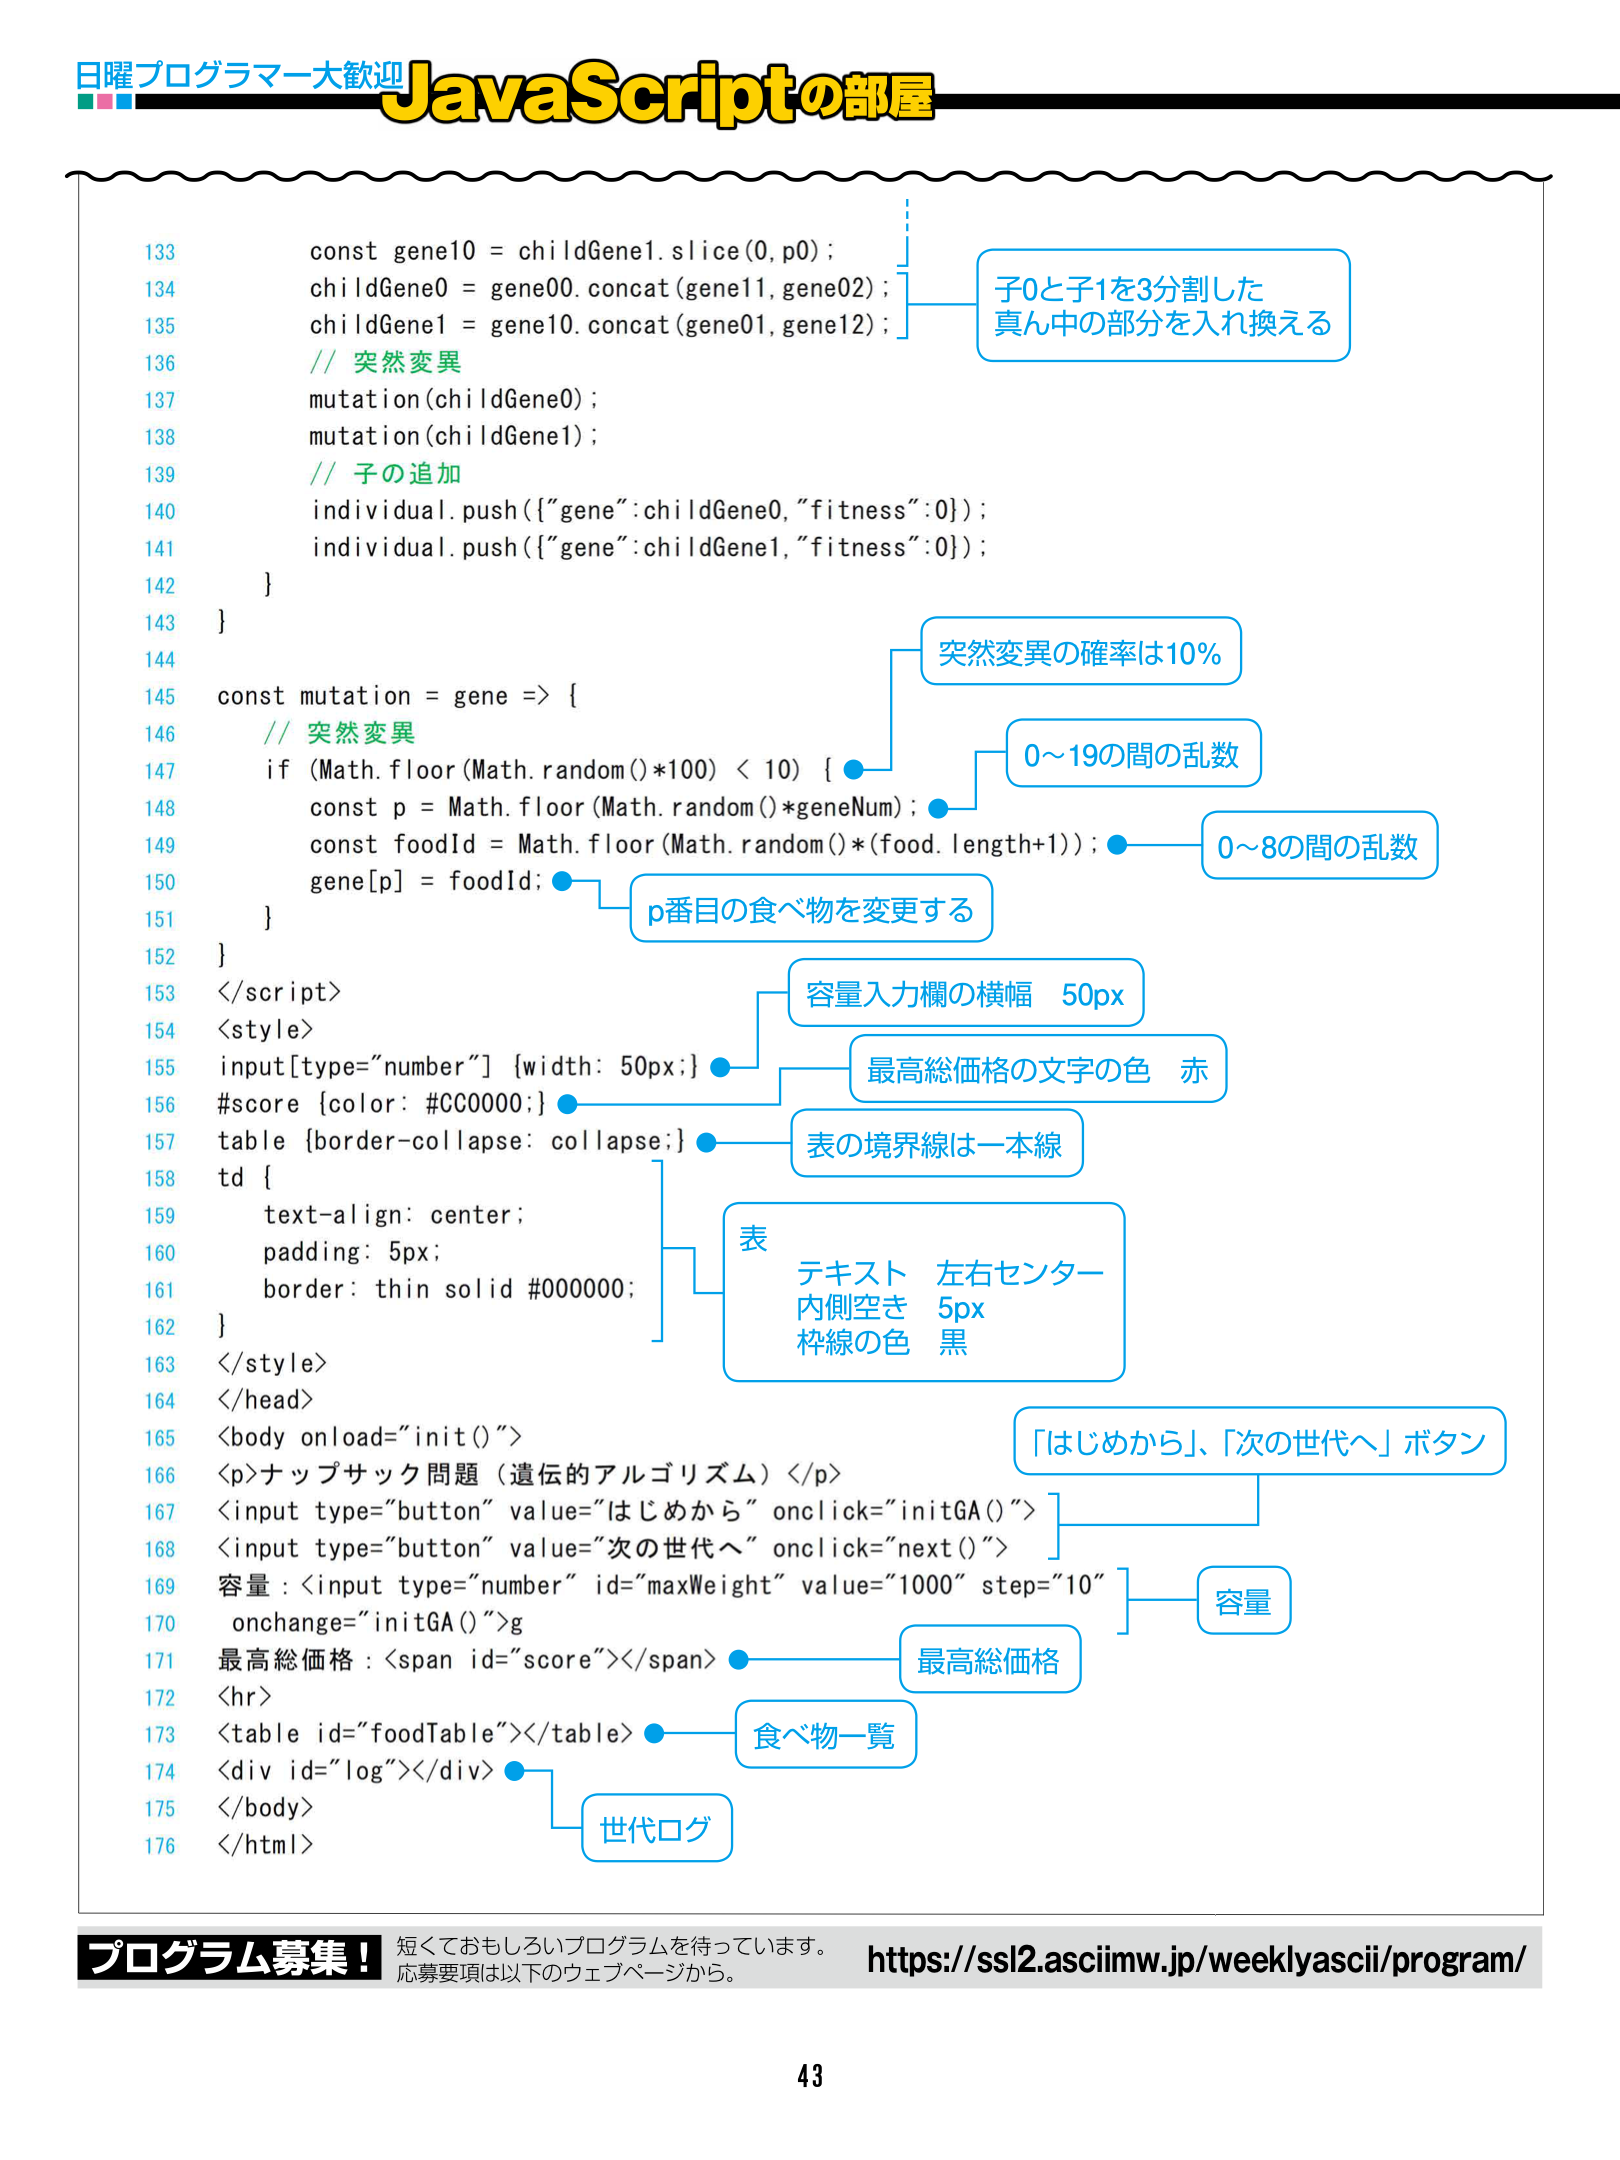 日曜プログラマー大歓迎 JavaScriptの部屋
133 const gene10 = childGene1.slice(0,p0);
134 childGene0 = gene00.concat(gene11,gene02);
135 childGene1 = gene10.concat(gene01,gene12);
子0と子1を3分割した
真ん中の部分を入れ換える
136 // 突然変異
137 mutation(childGene0);
138 mutation(childGene1);
139 // 子の追加
140 individual.push({"gene":childGene0,"fitness":0});
141 individual.push({"gene":childGene1,"fitness":0});
142 }
143 }
144
145 const mutation = gene => {
146 // 突然変異
147 if (Math.floor(Math.random()*100) < 10) {
突然変異の確率は10%
148 const p = Math.floor(Math.random()*geneNum);
0〜19の間の乱数
149 const foodId = Math.floor(Math.random()*(food.length+1));
0〜8の間の乱数
150 gene[p] = foodId;
p番目の食べ物を変更する
151 }
152 }
153 </script>
154 <style>
155 input[type="number"] {width: 50px;}
容量入力欄の横幅　50px
156 #score {color: #CC0000;}
最高総価格の文字の色　赤
157 table {border-collapse: collapse;}
表の境界線は一本線
158 td {
159 text-align: center;
160 padding: 5px;
161 border: thin solid #000000;
162 }
表
テキスト　左右センター
内側空き　5px
枠線の色　黒
163 </style>
164 </head>
165 <body onload="init()">
166 <p>ナップサック問題（遺伝的アルゴリズム）</p>
167 <input type="button" value="はじめから" onclick="initGA()">
168 <input type="button" value="次の世代へ" onclick="next()">
「はじめから」、「次の世代へ」ボタン
169 容量：<input type="number" id="maxWeight" value="1000" step="10"
170 onchange="initGA()">g
容量
171 最高総価格：<span id="score"></span>
最高総価格
172 <hr>
173 <table id="foodTable"></table>
食べ物一覧
174 <div id="log"></div>
世代ログ
175 </body>
176 </html>
プログラム募集！
短くておもしろいプログラムを待っています。
応募要項は以下のウェブページから。
https://ssl2.asciimw.jp/weeklyascii/program/
43